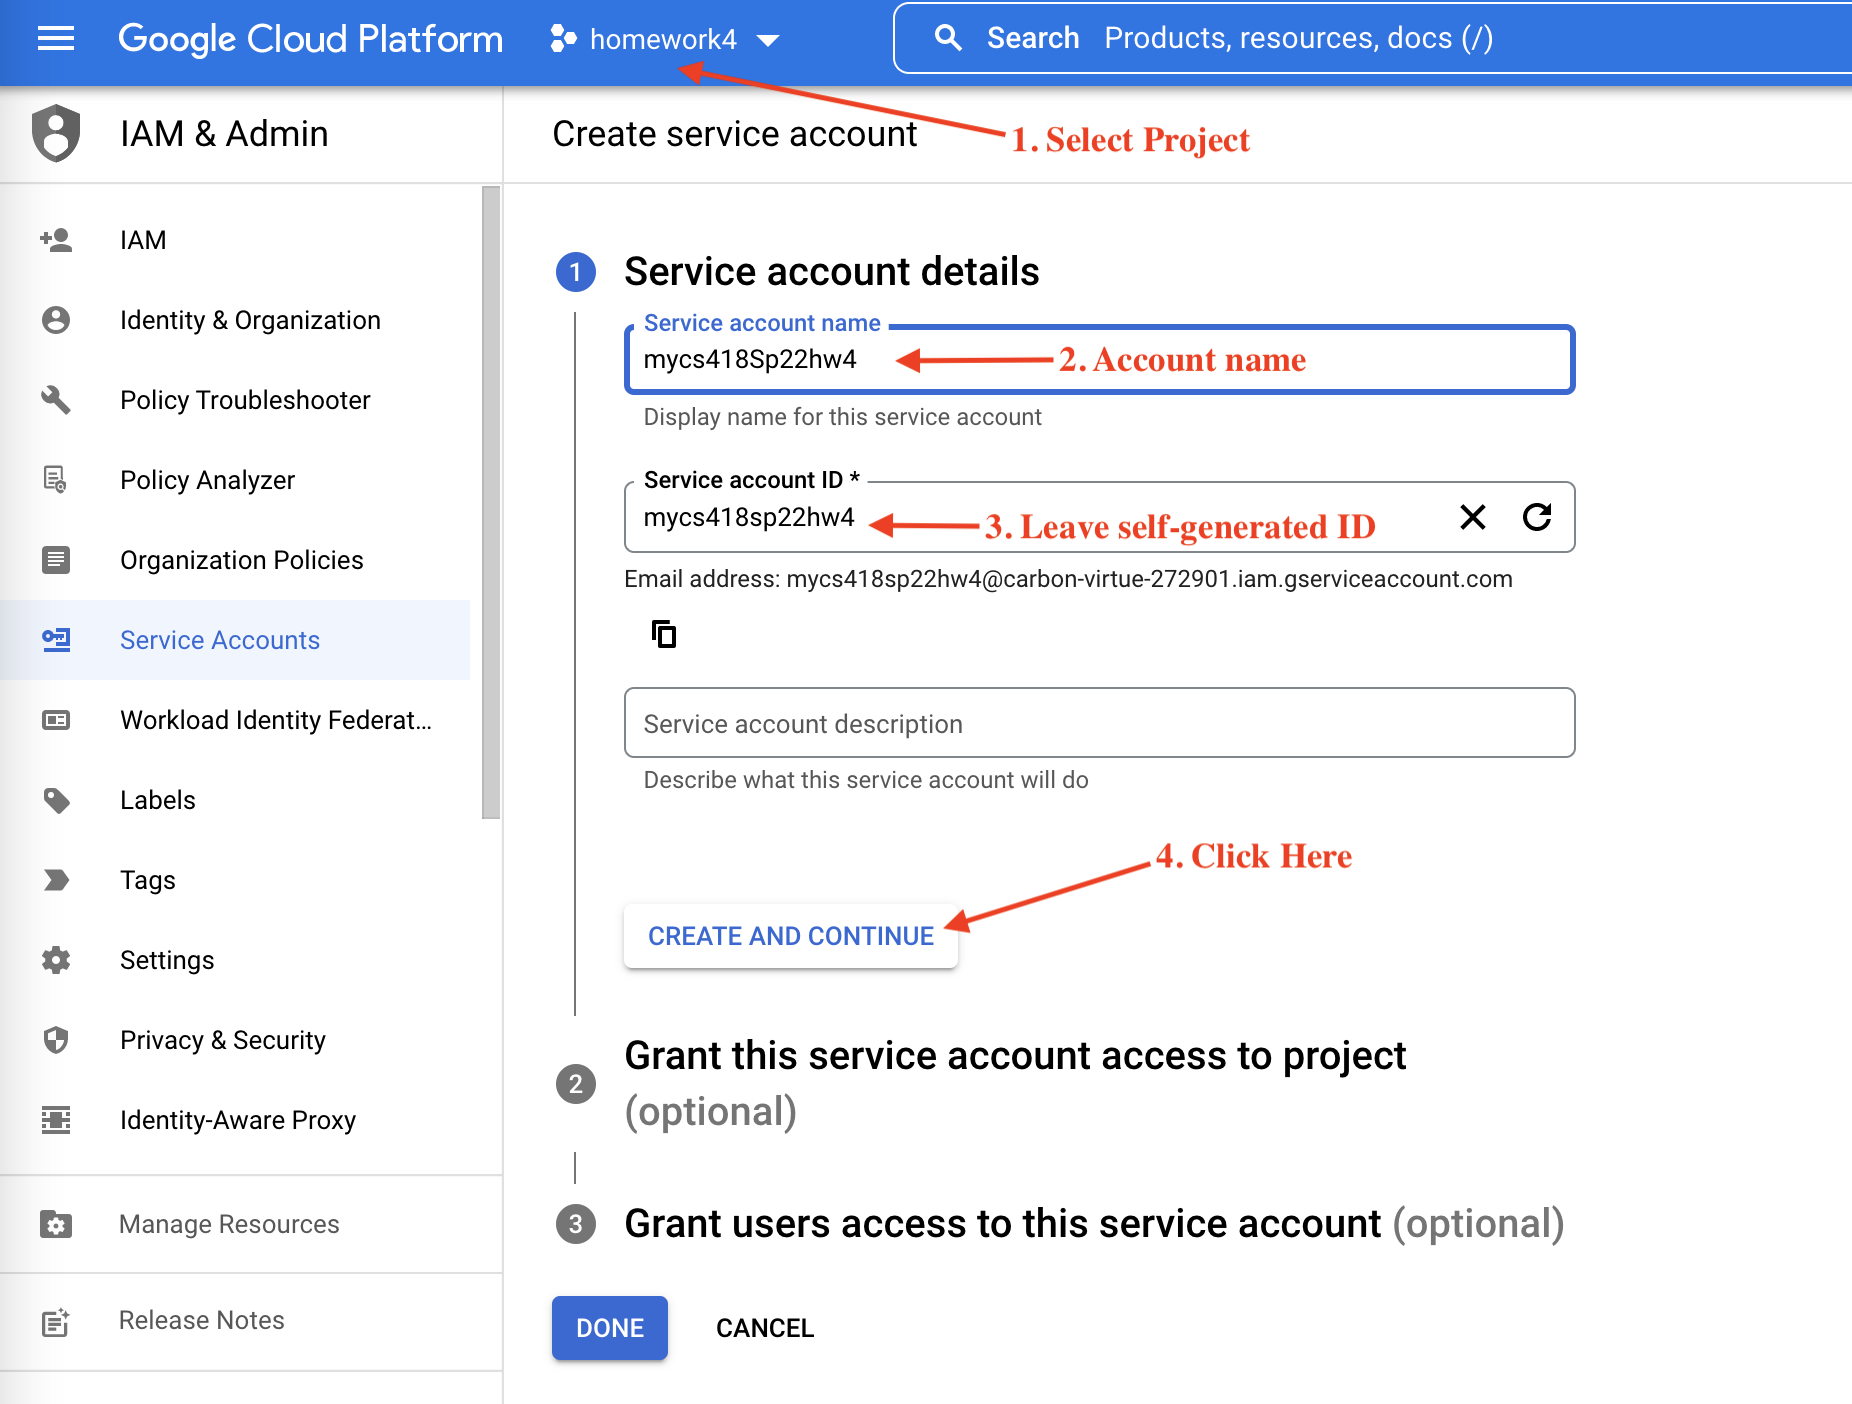 Google Cloud Platform homework4 Search Products, resources, docs (/)
IAM & Admin
Create service account
1. Select Project
IAM
Identity & Organization
Policy Troubleshooter
Policy Analyzer
Organization Policies
Service Accounts
Workload Identity Federat...
Labels
Tags
Settings
Privacy & Security
Identity-Aware Proxy
Manage Resources
Release Notes
1 Service account details
Service account name
mycs418Sp22hw4
2. Account name
Display name for this service account
Service account ID *
mycs418sp22hw4
3. Leave self-generated ID
Email address: mycs418sp22hw4@carbon-virtue-272901.iam.gserviceaccount.com
Service account description
Describe what this service account will do
4. Click Here
CREATE AND CONTINUE
2 Grant this service account access to project
(optional)
3 Grant users access to this service account (optional)
DONE CANCEL